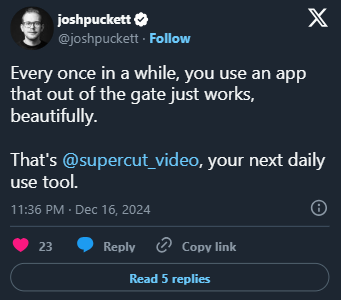 joshpuckett
@joshpuckett · Follow
Every once in a while, you use an app
that out of the gate just works,
beautifully.
That's @supercut_video, your next daily
use tool.
11:36 PM · Dec 16, 2024
23 Reply Copy link
Read 5 replies